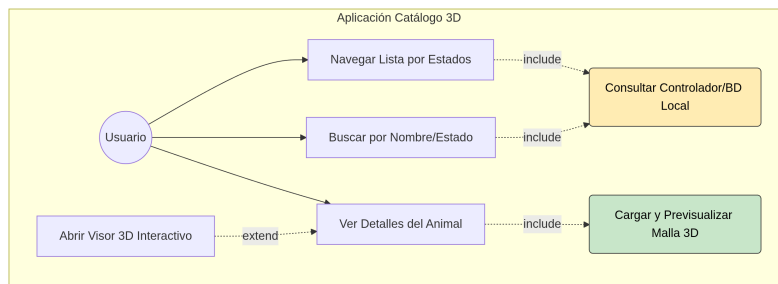 Aplicación Catálogo 3D
Navegar Lista por Estados
include
Consultar Controlador/BD
Local
Usuario
Buscar por Nombre/Estado
include
Ver Detalles del Animal
include
Cargar y Previsualizar
Malla 3D
Abrir Visor 3D Interactivo
extend